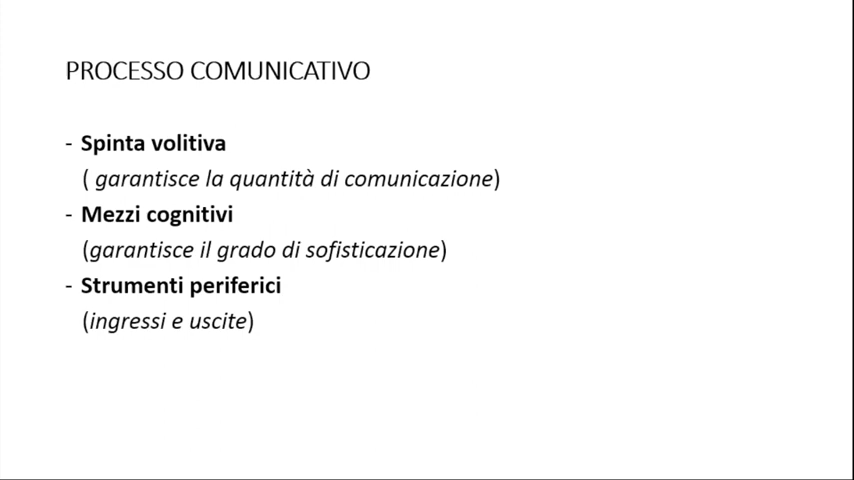 PROCESSO COMUNICATIVO
- Spinta volitiva
( garantisce la quantità di comunicazione)
- Mezzi cognitivi
(garantisce il grado di sofisticazione)
- Strumenti periferici
(ingressi e uscite)